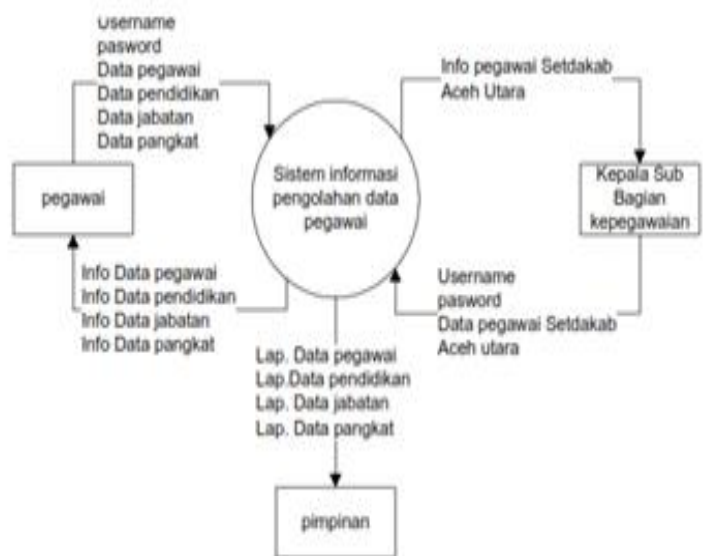 Username
pasword
Data pegawai
Data pendidikan
Data jabatan
Data pangkat
Info pegawai Setdakab
Aceh Utara
Sistem informasi
pengolahan data
pegawai
pegawai
Kepala Sub
Bagian
kepegawaian
Info Data pegawai
Info Data pendidikan
Info Data jabatan
Info Data pangkat
Username
pasword
Data pegawai Setdakab
Aceh utara
Lap. Data pegawai
Lap.Data pendidikan
Lap. Data jabatan
Lap. Data pangkat
pimpinan